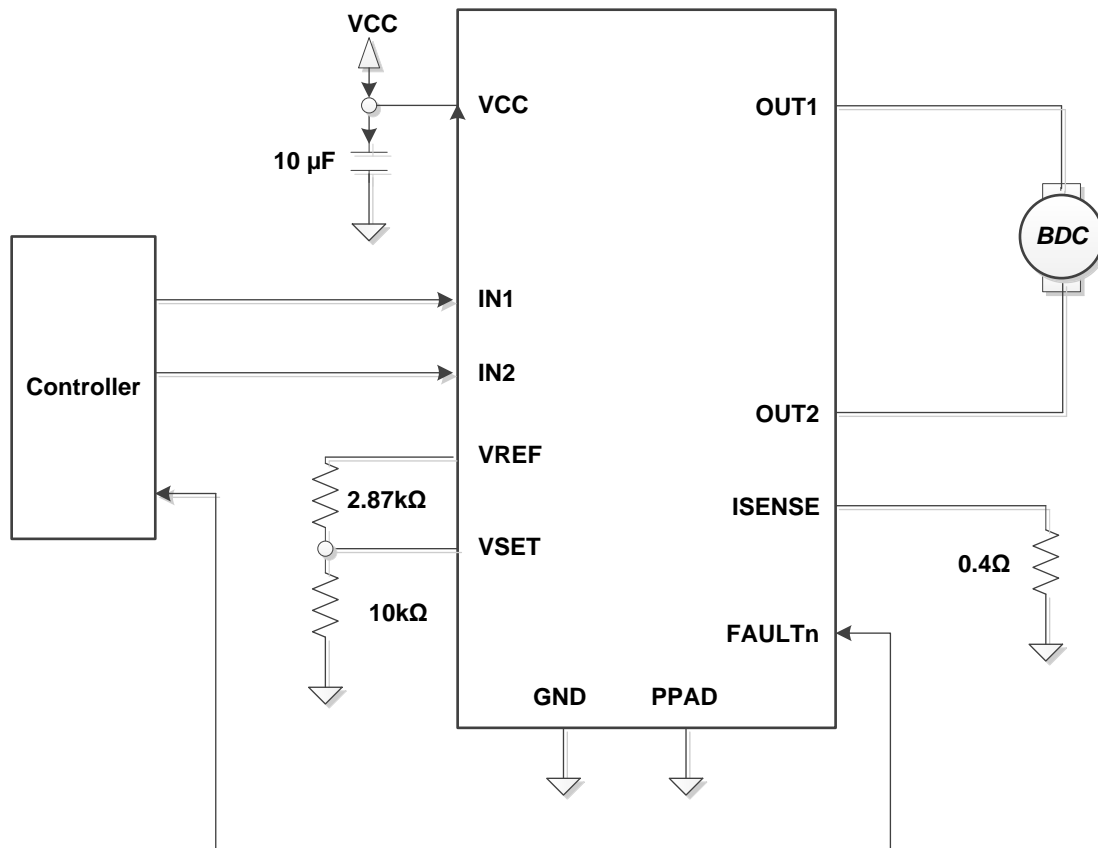 VCC
VCC
OUT1
10 µF
BDC
IN1
Controller
IN2
OUT2
VREF
2.87kΩ
ISENSE
VSET
0.4Ω
10kΩ
FAULTn
GND
PPAD